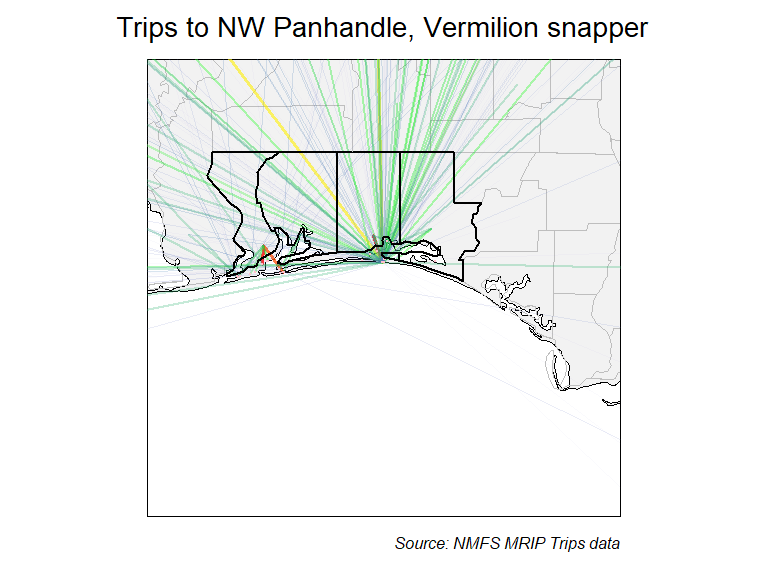 Trips to NW Panhandle, Vermilion snapper
Source: NMFS MRIP Trips data